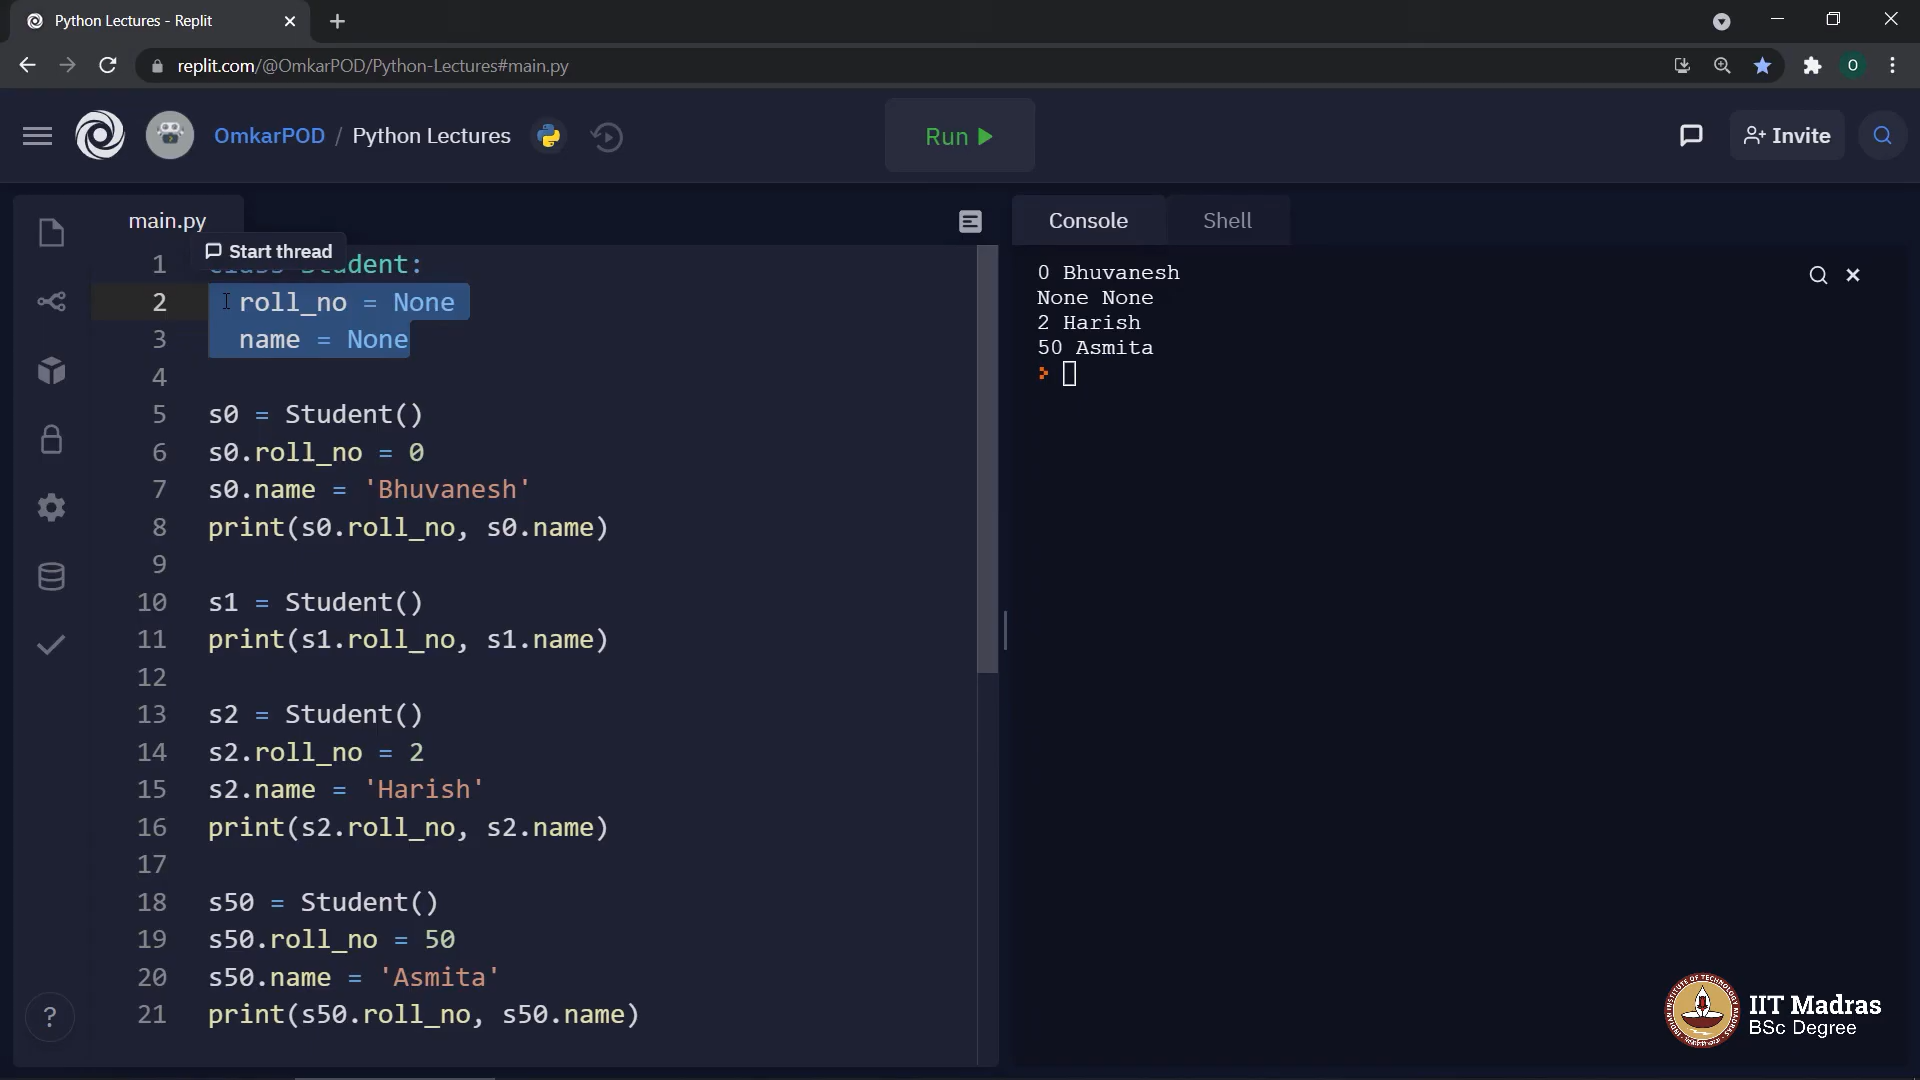 Python Lectures - Replit
replit.com/@OmkarPOD/Python-Lectures#main.py
O
OmkarPOD / Python Lectures
Run
Invite
main.py
Start thread
Console
Shell
1 class Student:
2 roll_no = None
3 name = None
4
5 s0 = Student()
6 s0.roll_no = 0
7 s0.name = 'Bhuvanesh'
8 print(s0.roll_no, s0.name)
9
10 s1 = Student()
11 print(s1.roll_no, s1.name)
12
13 s2 = Student()
14 s2.roll_no = 2
15 s2.name = 'Harish'
16 print(s2.roll_no, s2.name)
17
18 s50 = Student()
19 s50.roll_no = 50
20 s50.name = 'Asmita'
21 print(s50.roll_no, s50.name)
0 Bhuvanesh
None None
2 Harish
50 Asmita
?
IIT Madras
BSc Degree